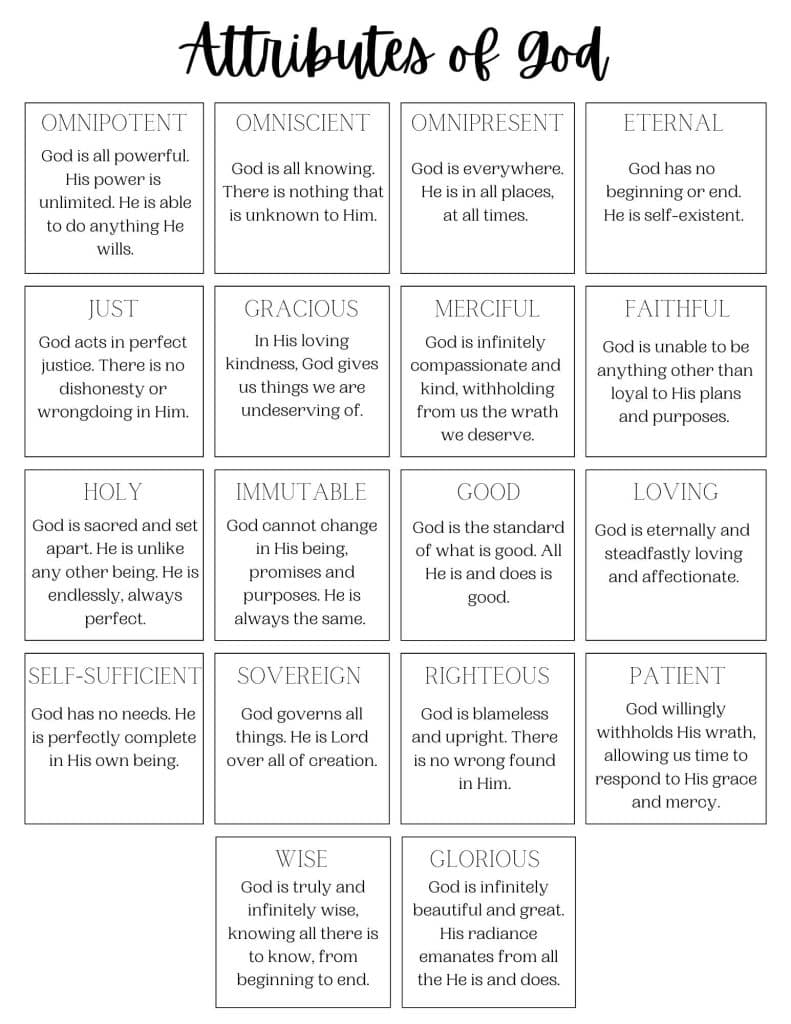 Attributes of God
OMNIPOTENT
God is all powerful.
His power is
unlimited. He is able
to do anything He
wills.
OMNISCIENT
God is all knowing.
There is nothing that
is unknown to Him.
OMNIPRESENT
God is everywhere.
He is in all places,
at all times.
ETERNAL
God has no
beginning or end.
He is self-existent.
JUST
God acts in perfect
justice. There is no
dishonesty or
wrongdoing in Him.
GRACIOUS
In His loving
kindness, God gives
us things we are
undeserving of.
MERCIFUL
God is infinitely
compassionate and
kind, withholding
from us the wrath
we deserve.
FAITHFUL
God is unable to be
anything other than
loyal to His plans
and purposes.
HOLY
God is sacred and set
apart. He is unlike
any other being. He is
endlessly, always
perfect.
IMMUTABLE
God cannot change
in His being,
promises and
purposes. He is
always the same.
GOOD
God is the standard
of what is good. All
He is and does is
good.
LOVING
God is eternally and
steadfastly loving
and affectionate.
SELF-SUFFICIENT
God has no needs. He
is perfectly complete
in His own being.
SOVEREIGN
God governs all
things. He is Lord
over all of creation.
RIGHTEOUS
God is blameless
and upright. There
is no wrong found
in Him.
PATIENT
God willingly
withholds His wrath,
allowing us time to
respond to His grace
and mercy.
WISE
God is truly and
infinitely wise,
knowing all there is
to know, from
beginning to end.
GLORIOUS
God is infinitely
beautiful and great.
His radiance
emanates from all
the He is and does.